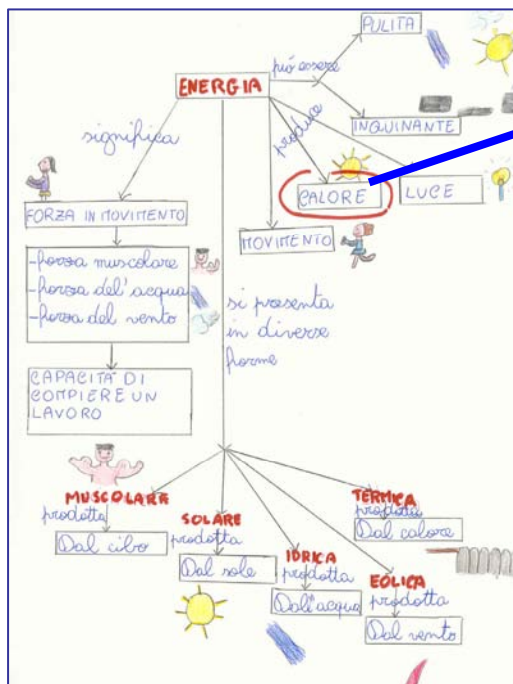 PULITA
può essere
ENERGIA
INQUINANTE
significa
produce
CALORE
LUCE
FORZA IN MOVIMENTO
MOVIMENTO
-forza muscolare
-forza del'acqua
-forza del vento
si presenta
in diverse
forme
CAPACITÀ DI
COMPIERE UN
LAVORO
MUSCOLARE
prodotta
Dal cibo
SOLARE
prodotta
Dal sole
IDRICA
prodotta
Dall'acqua
EOLICA
prodotta
Dal vento
TERMICA
prodotta
Dal calore